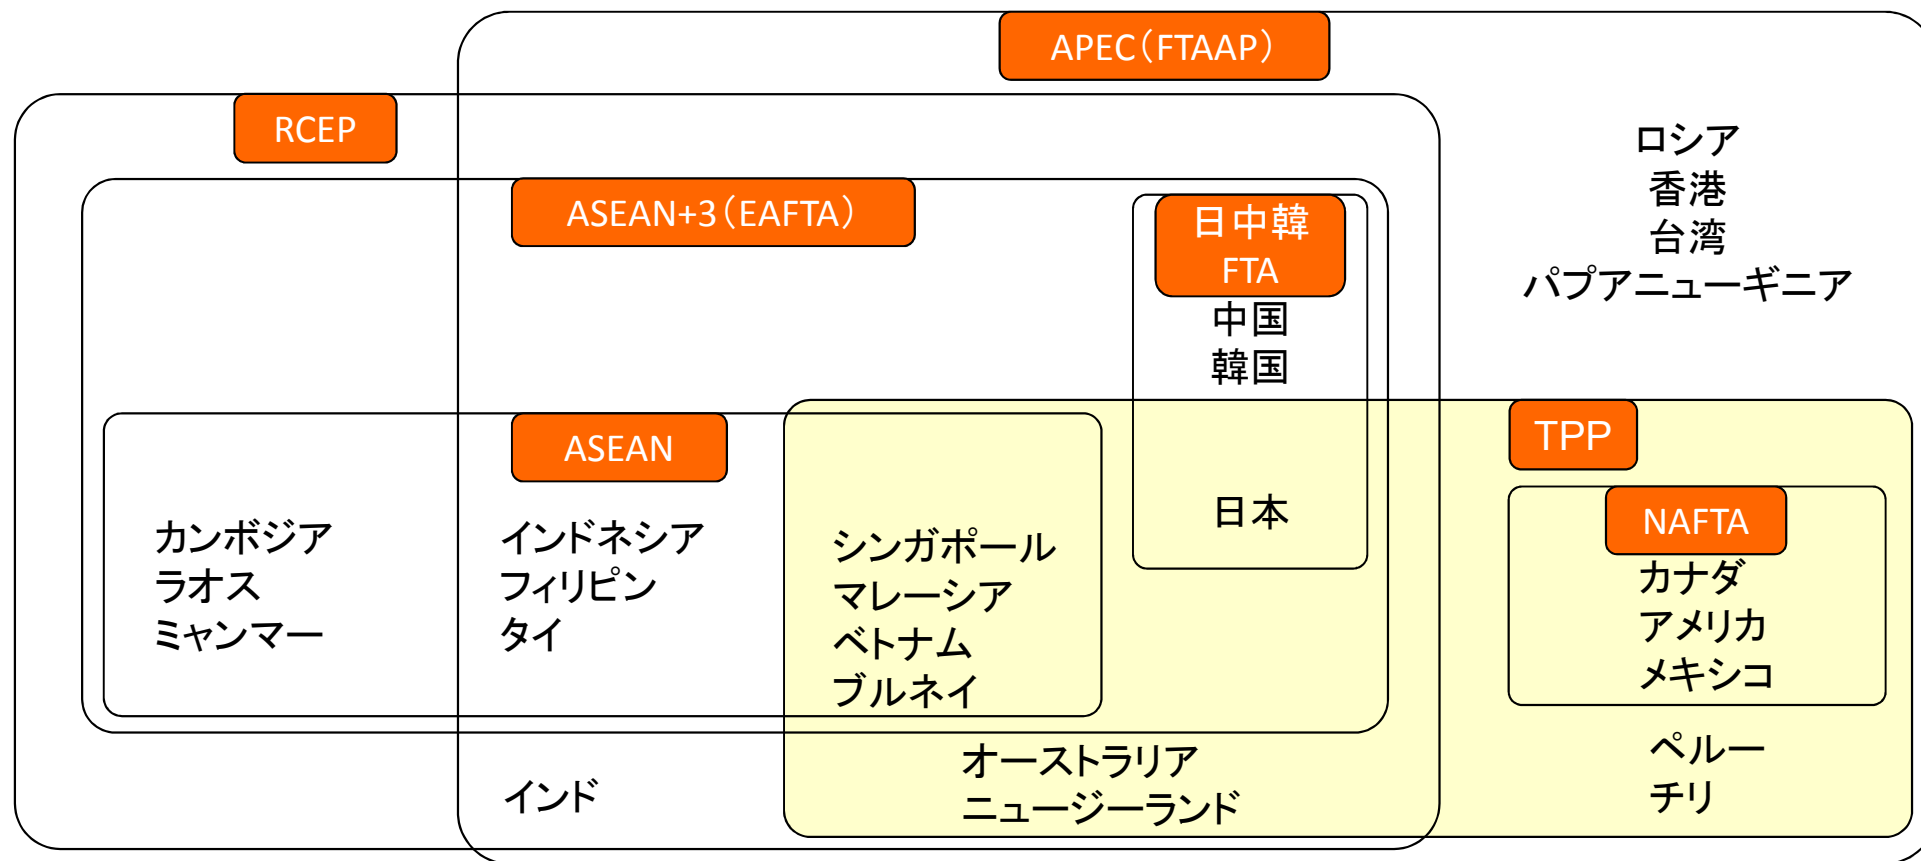 APEC(FTAAP)
RCEP
ロシア
香港
台湾
パプアニューギニア
ASEAN+3(EAFTA)
日中韓
FTA
中国
韓国
ASEAN
TPP
日本
NAFTA
カンボジア
ラオス
ミャンマー
インドネシア
フィリピン
タイ
シンガポール
マレーシア
ベトナム
ブルネイ
カナダ
アメリカ
メキシコ
インド
オーストラリア
ニュージーランド
ペルー
チリ